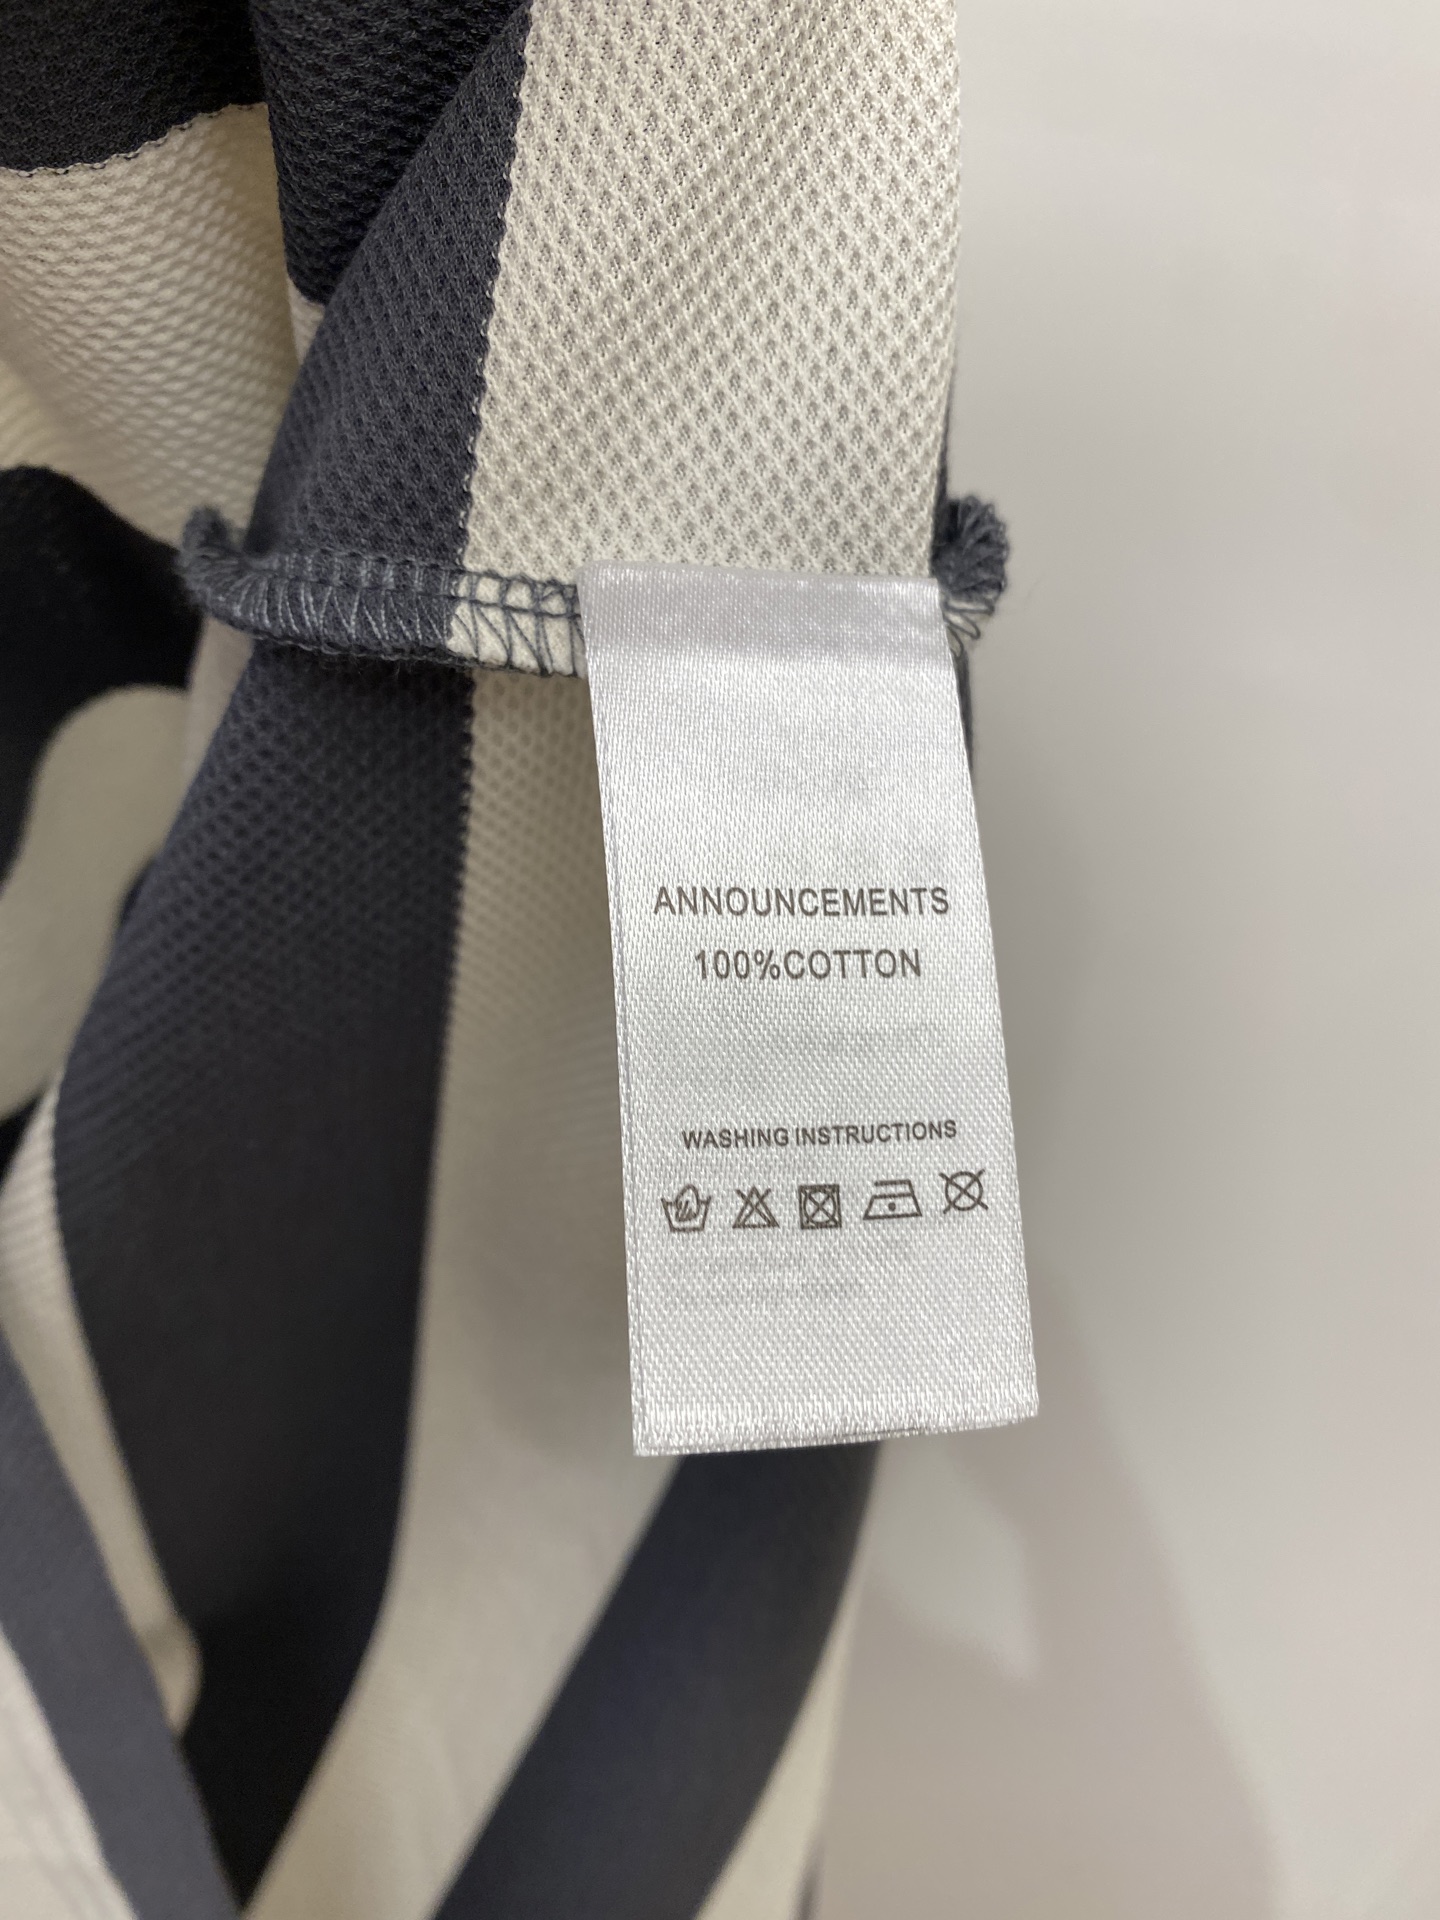 ANNOUNCEMENTS
100%COTTON
WASHING INSTRUCTIONS